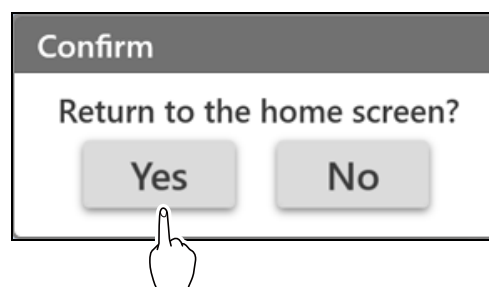 Confirm
Return to the home screen?
Yes No